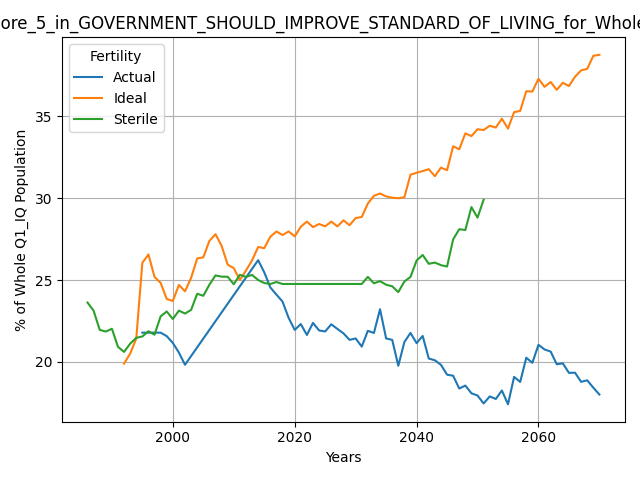 ore_5_in_GOVERNMENT_SHOULD_IMPROVE_STANDARD_OF_LIVING_for_Whole
Fertility
Actual
Ideal
Sterile
35
30
25
20
% of Whole Q1_IQ Population
2000
2020
2040
2060
Years